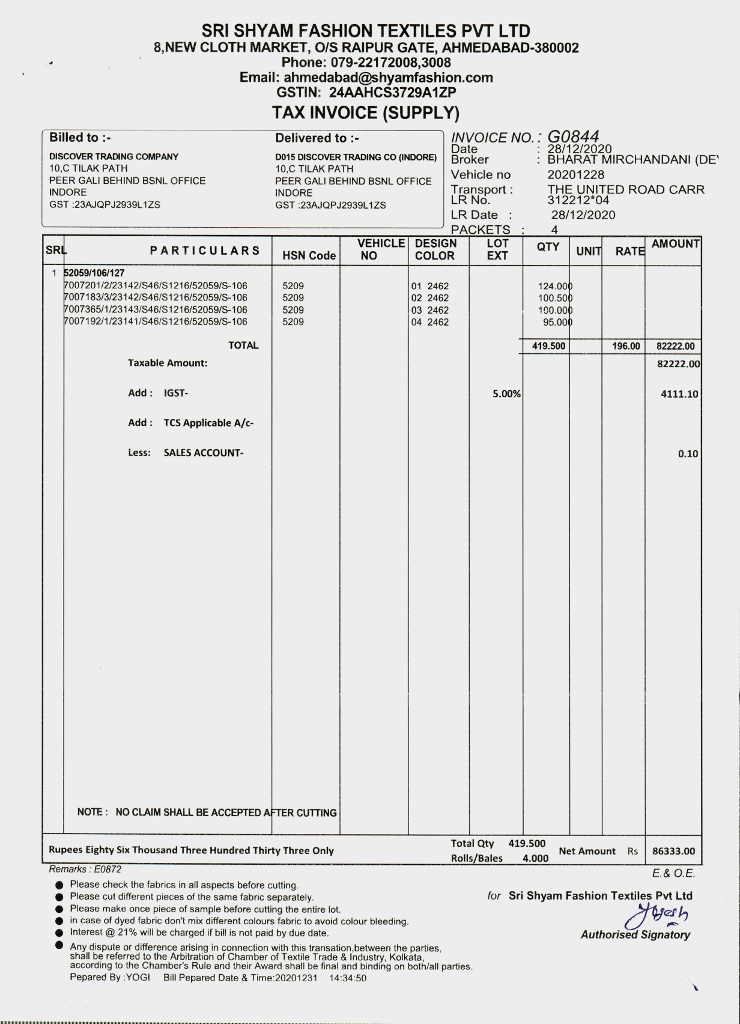 SRI SHYAM FASHION TEXTILES PVT LTD
8,NEW CLOTH MARKET, O/S RAIPUR GATE, AHMEDABAD-380002
Phone: 079-22172008,3008
Email: ahmedabad@shyamfashion.com
GSTIN: 24AAHCS3729A1ZP
TAX INVOICE (SUPPLY)
Billed to :-
DISCOVER TRADING COMPANY
10,C TILAK PATH
PEER GALI BEHIND BSNL OFFICE
INDORE
GST :23AJQPJ2939L1ZS
Delivered to :-
D015 DISCOVER TRADING CO (INDORE)
10,C TILAK PATH
PEER GALI BEHIND BSNL OFFICE
INDORE
GST :23AJQPJ2939L1ZS
INVOICE NO. : G0844
Date : 28/12/2020
Broker : BHARAT MIRCHANDANI (DE
Vehicle no 20201228
Transport : THE UNITED ROAD CARR
LR No. 312212*04
LR Date : 28/12/2020
PACKETS : 4
SRL PARTICULARS HSN Code VEHICLE NO DESIGN COLOR LOT EXT QTY UNIT RATE AMOUNT
1 52059/106/127
7007201/2/23142/S46/S1216/52059/S-106 5209 01 2462 124.000
7007183/3/23142/S46/S1216/52059/S-106 5209 02 2462 100.500
7007365/1/23143/S46/S1216/52059/S-106 5209 03 2462 100.000
7007192/1/23141/S46/S1216/52059/S-106 5209 04 2462 95.000
TOTAL 419.500 196.00 82222.00
Taxable Amount: 82222.00
Add : IGST- 5.00% 4111.10
Add : TCS Applicable A/c-
Less: SALES ACCOUNT- 0.10
NOTE : NO CLAIM SHALL BE ACCEPTED AFTER CUTTING
Rupees Eighty Six Thousand Three Hundred Thirty Three Only
Total Qty 419.500
Rolls/Bales 4.000
Net Amount Rs 86333.00
Remarks : E0872
E.& O.E.
● Please check the fabrics in all aspects before cutting.
● Please cut different pieces of the same fabric separately.
● Please make once piece of sample before cutting the entire lot.
● in case of dyed fabric don't mix different colours fabric to avoid colour bleeding.
● Interest @ 21% will be charged if bill is not paid by due date.
● Any dispute or difference arising in connection with this transation,between the parties,
shall be referred to the Arbitration of Chamber of Textile Trade & Industry, Kolkata,
according to the Chamber's Rule and their Award shall be final and binding on both/all parties.
Pepared By :YOGI Bill Pepared Date & Time:20201231 14:34:50
for Sri Shyam Fashion Textiles Pvt Ltd
Authorised Signatory